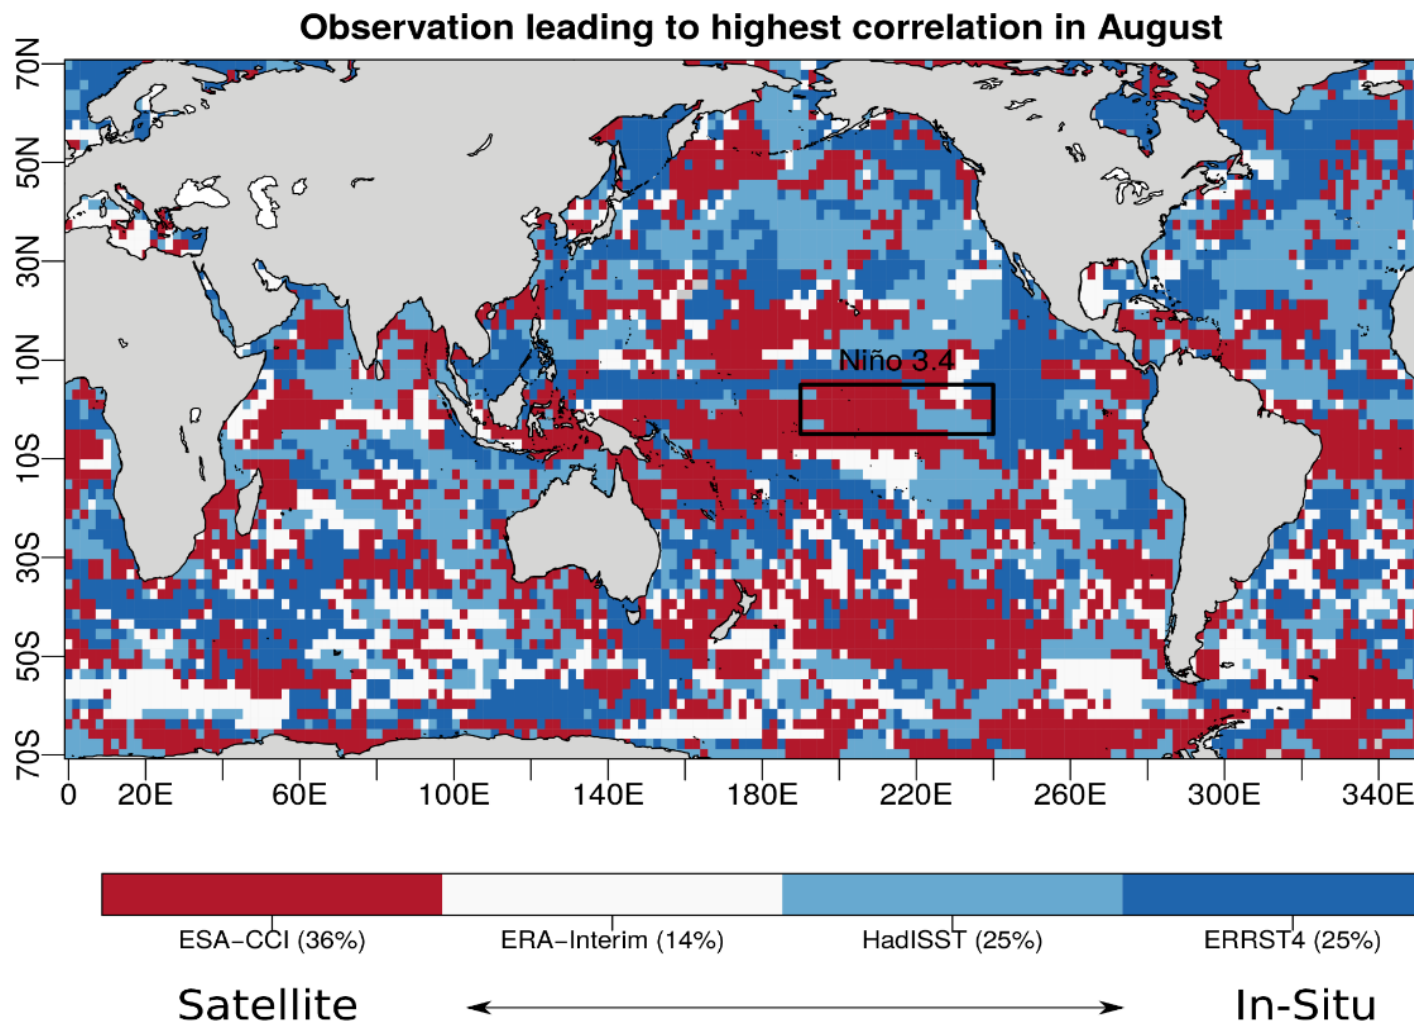 Observation leading to highest correlation in August
70N
50N
30N
10N
10S
30S
50S
70S
Niño 3.4
0 20E 60E 100E 140E 180E 220E 260E 300E 340E
ESA−CCI (36%) ERA−Interim (14%) HadISST (25%) ERRST4 (25%)
Satellite In-Situ